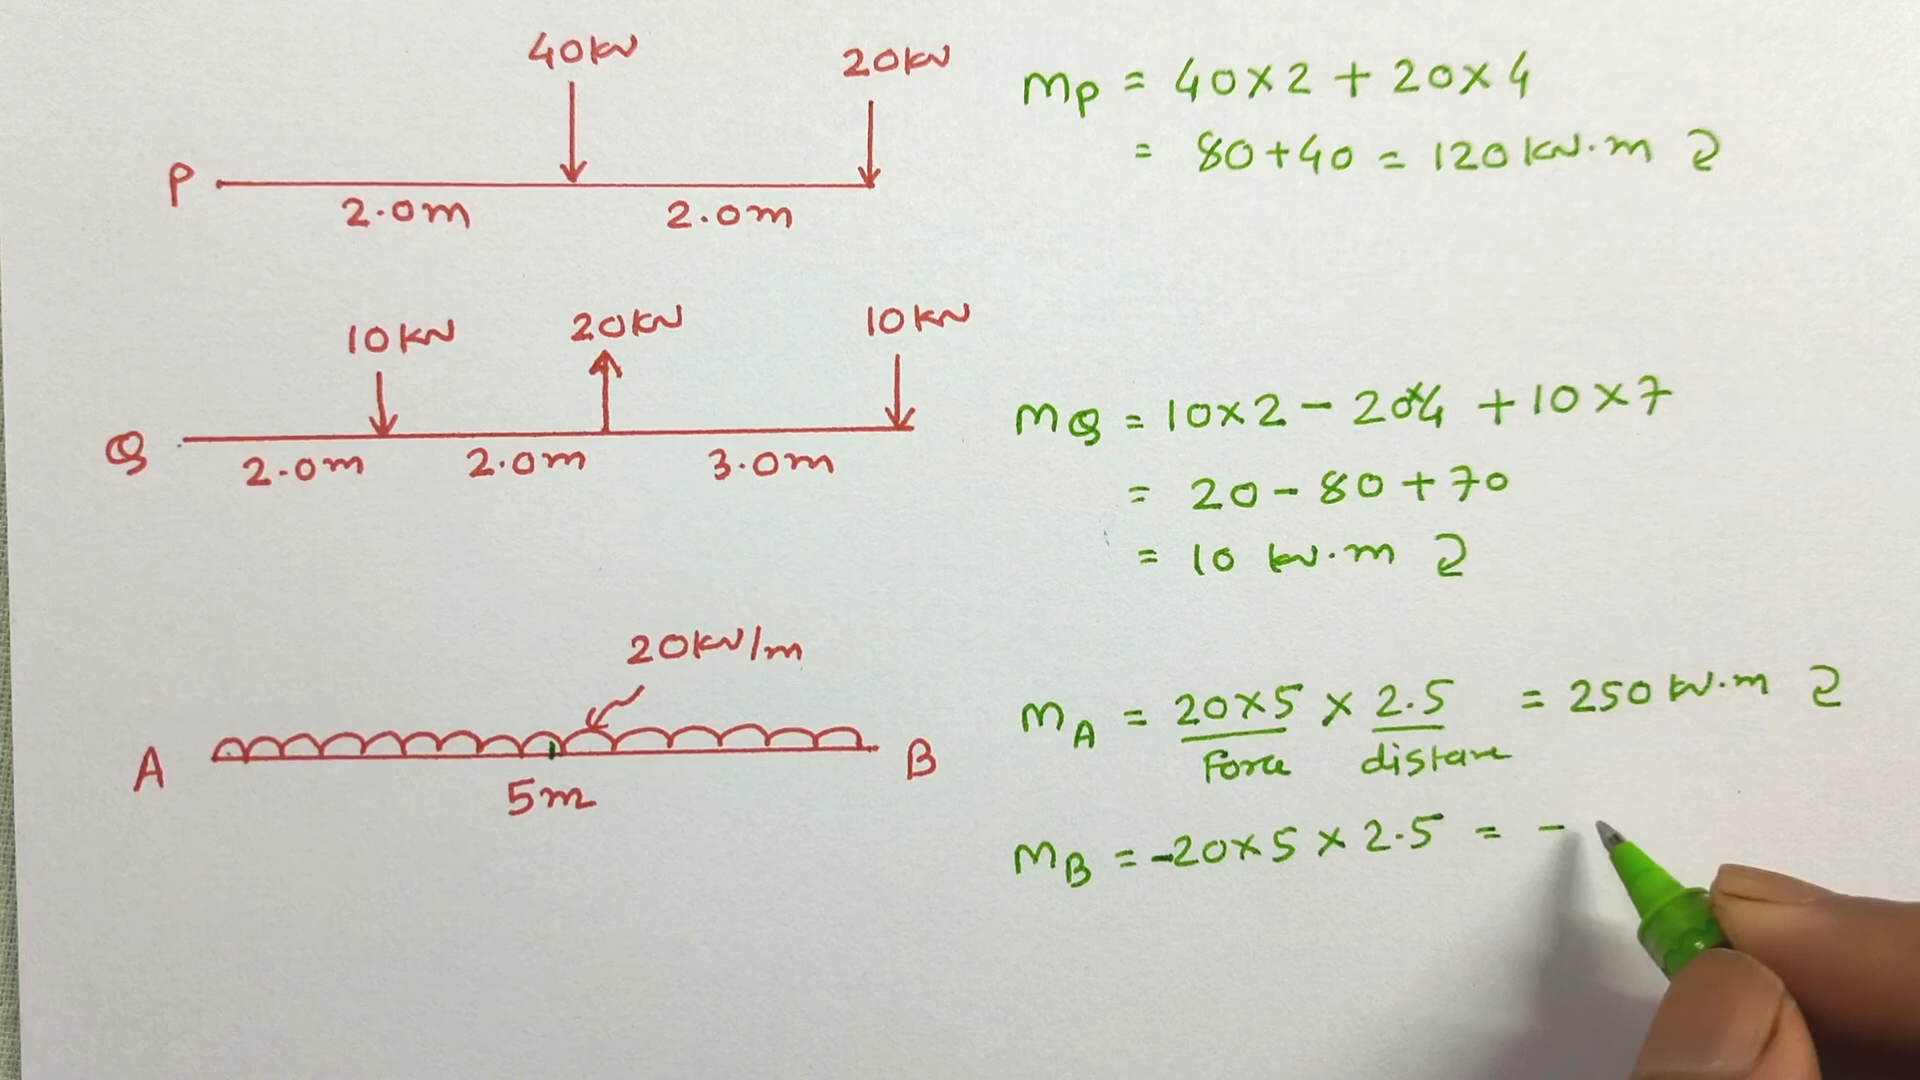 40kN 20kN
P
2.0m 2.0m
Mp = 40×2 + 20×4
= 80+40 = 120 kN.m
10kN 20kN 10kN
Q
2.0m 2.0m 3.0m
MQ = 10×2 - 20×4 + 10×7
= 20 - 80 + 70
= 10 kN.m
20kN/m
A B
5m
MA = 20×5 × 2.5 = 250 kN.m
Force distane
MB = -20×5 × 2.5 = -